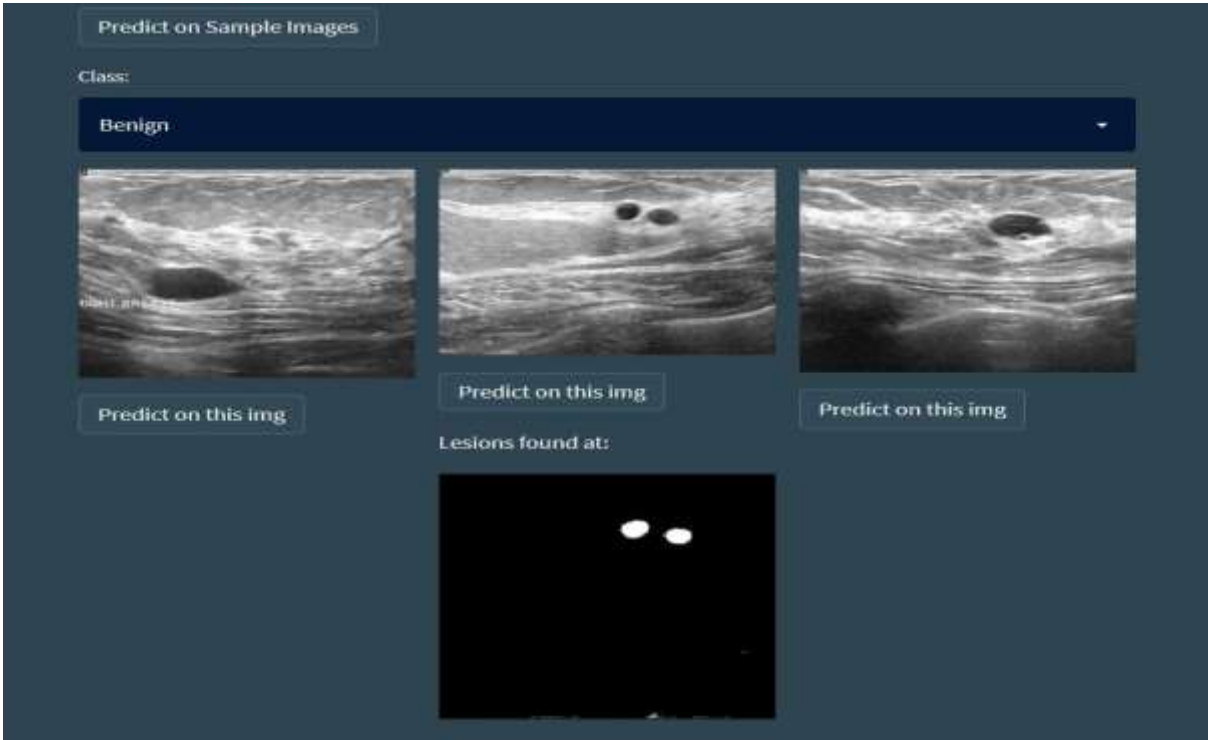 Predict on Sample Images
Class:
Benign
Predict on this img
Predict on this img
Predict on this img
Lesions found at: